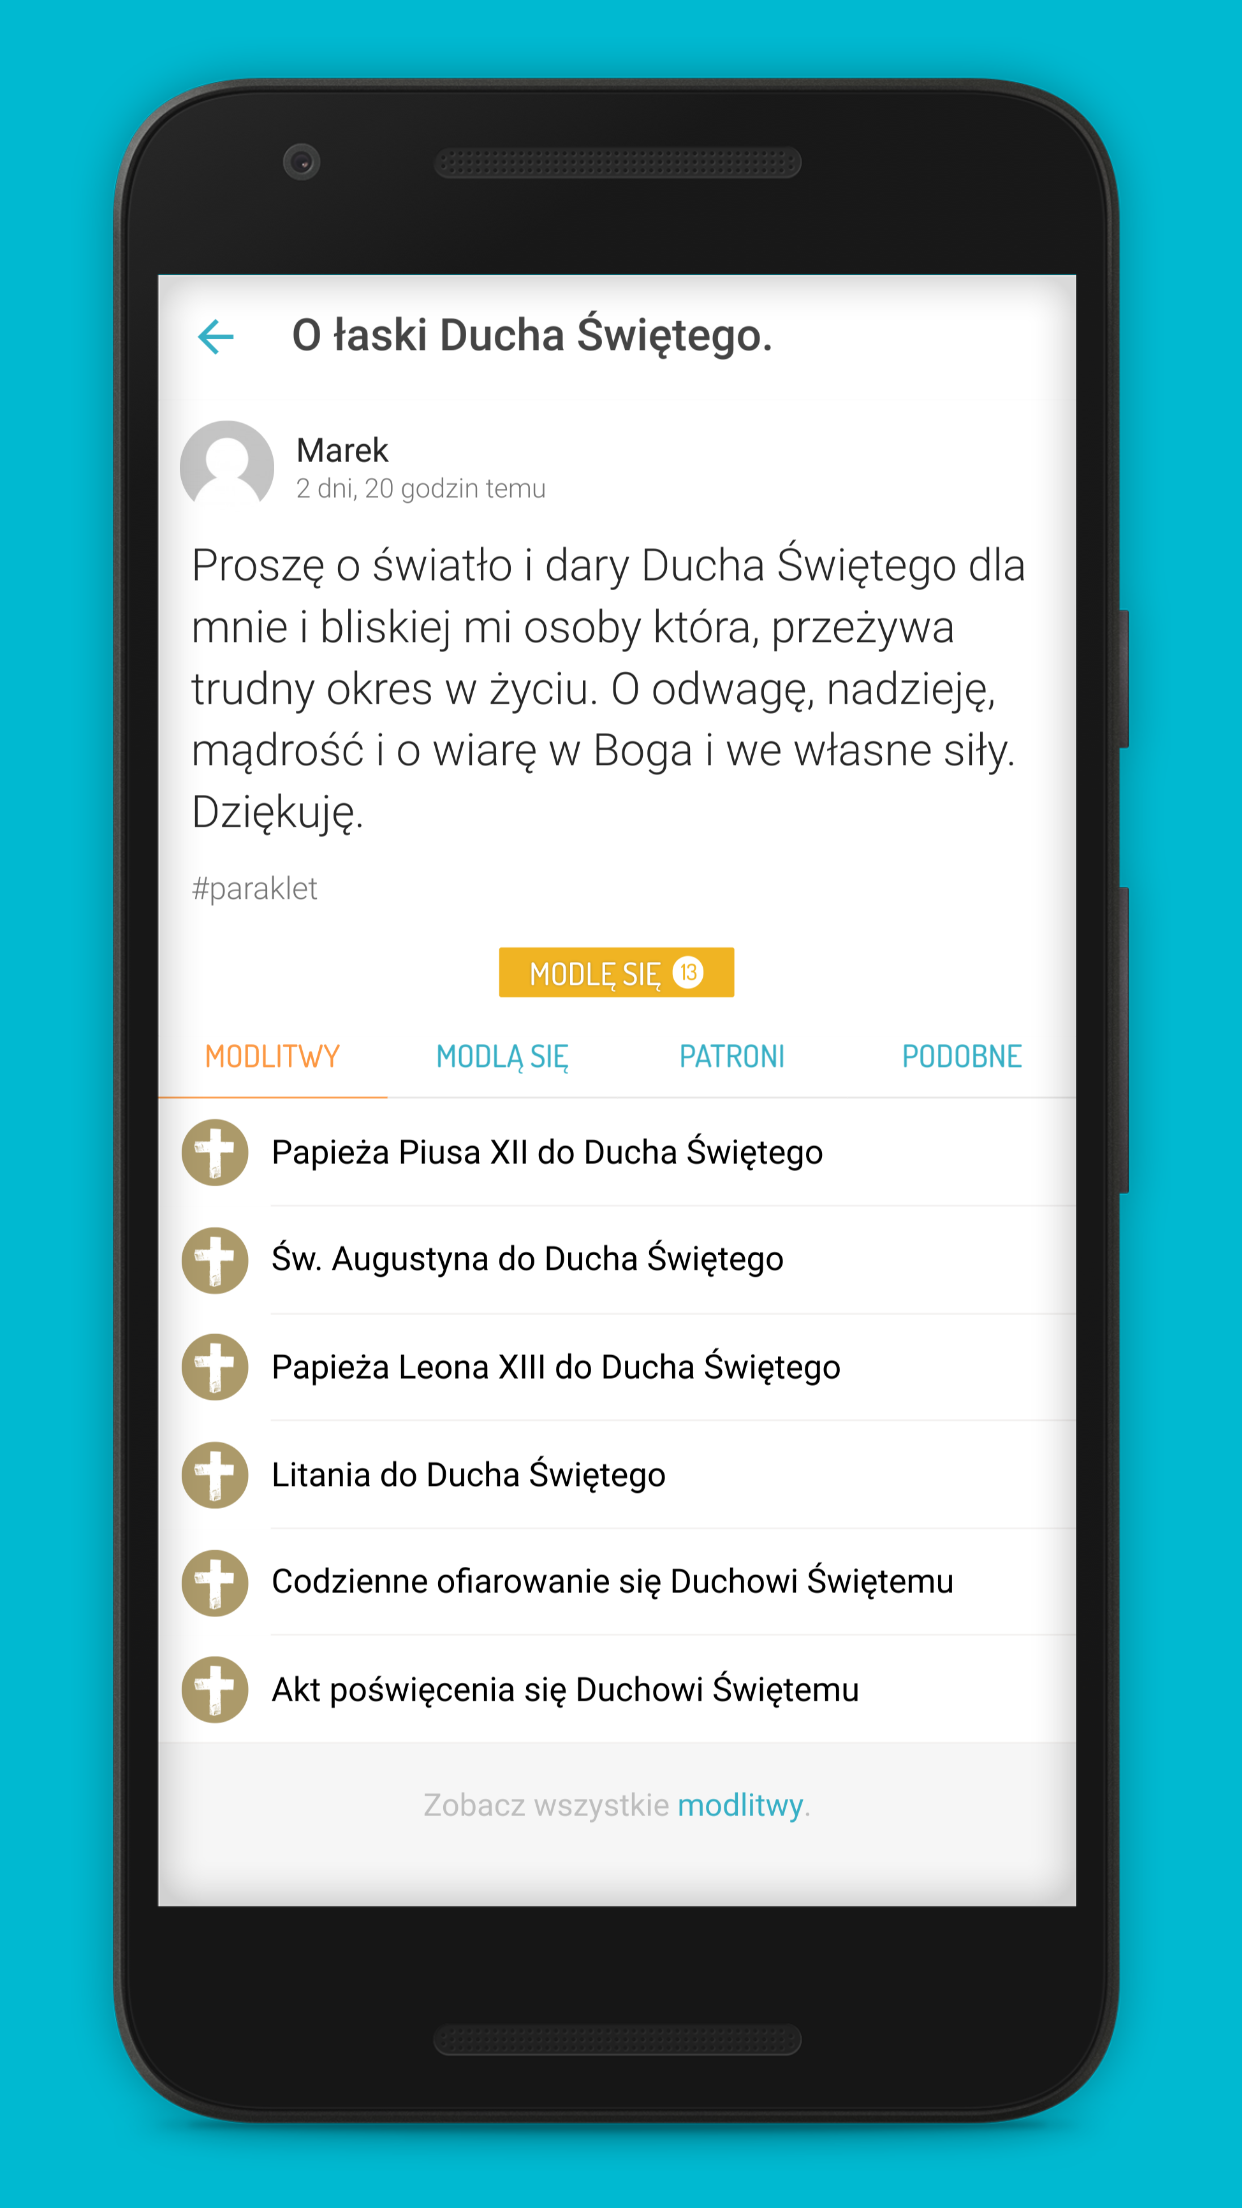 O łaski Ducha Świętego.
Marek
2 dni, 20 godzin temu
Proszę o światło i dary Ducha Świętego dla
mnie i bliskiej mi osoby która, przeżywa
trudny okres w życiu. O odwagę, nadzieję,
mądrość i o wiarę w Boga i we własne siły.
Dziękuję.
#paraklet
MODLĘ SIĘ 13
MODLITWY MODLĄ SIĘ PATRONI PODOBNE
Papieża Piusa XII do Ducha Świętego
Św. Augustyna do Ducha Świętego
Papieża Leona XIII do Ducha Świętego
Litania do Ducha Świętego
Codzienne ofiarowanie się Duchowi Świętemu
Akt poświęcenia się Duchowi Świętemu
Zobacz wszystkie modlitwy.